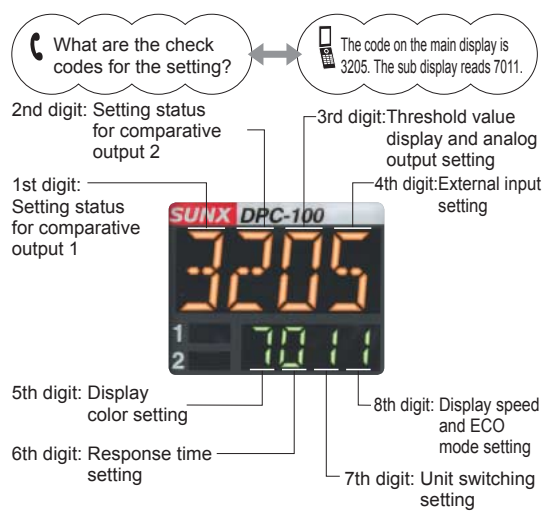 What are the check
codes for the setting?
The code on the main display is
3205. The sub display reads 7011.
2nd digit: Setting status
for comparative
output 2
3rd digit:Threshold value
display and analog
output setting
1st digit:
Setting status
for comparative
output 1
4th digit:External input
setting
SUNX DPC-100
3205
1
2
7011
5th digit: Display
color setting
6th digit: Response time
setting
8th digit: Display speed
and ECO
mode setting
7th digit: Unit switching
setting